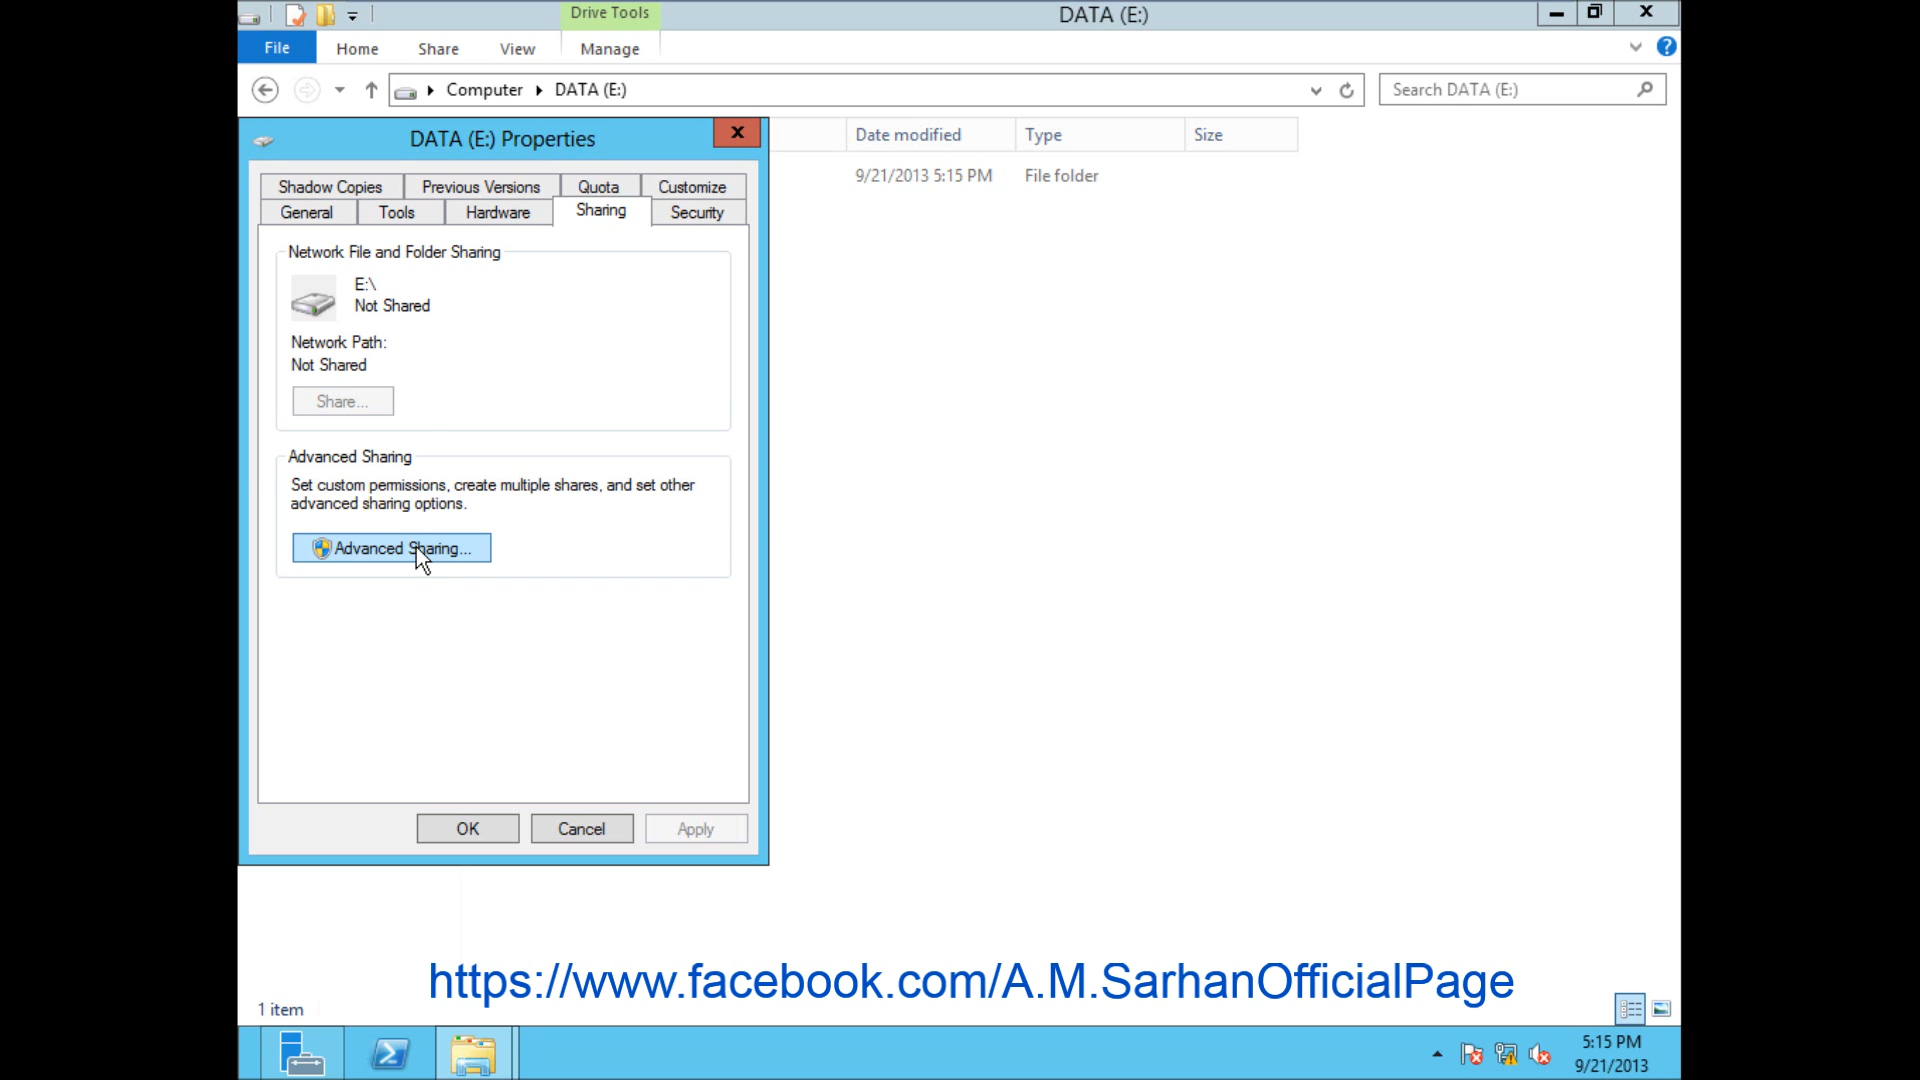 Drive Tools
DATA (E:)
File
Home
Share
View
Manage
Computer
DATA (E:)
Search DATA (E:)
DATA (E:) Properties
Date modified
Type
Size
9/21/2013 5:15 PM
File folder
Shadow Copies
Previous Versions
Quota
Customize
General
Tools
Hardware
Sharing
Security
Network File and Folder Sharing
E:\
Not Shared
Network Path:
Not Shared
Share...
Advanced Sharing
Set custom permissions, create multiple shares, and set other
advanced sharing options.
Advanced Sharing...
OK
Cancel
Apply
https://www.facebook.com/A.M.SarhanOfficialPage
1 item
5:15 PM
9/21/2013